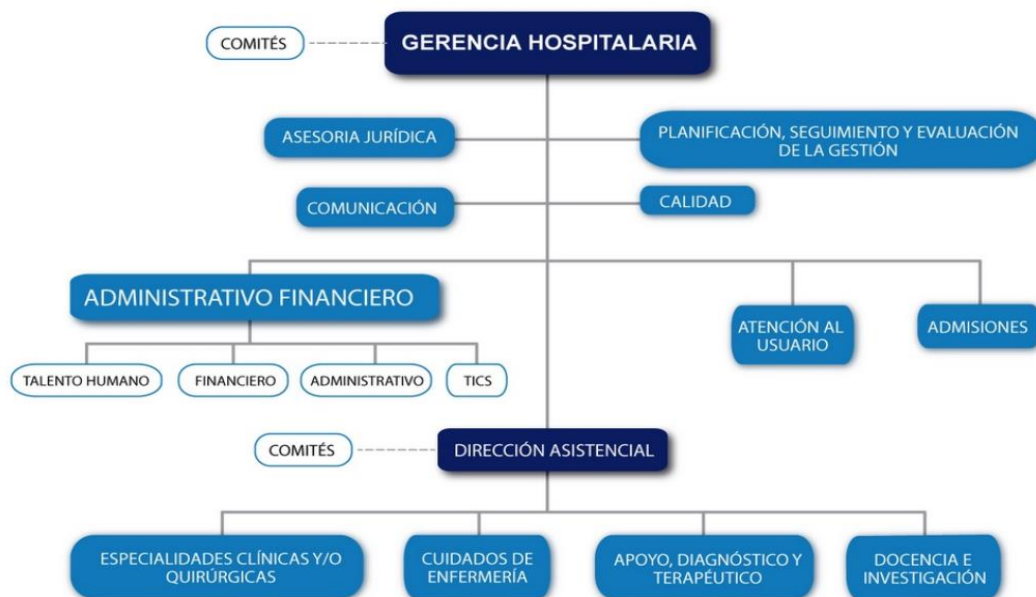 COMITÉS
GERENCIA HOSPITALARIA
ASESORIA JURÍDICA
PLANIFICACIÓN, SEGUIMIENTO Y EVALUACIÓN
DE LA GESTIÓN
COMUNICACIÓN
CALIDAD
ADMINISTRATIVO FINANCIERO
ATENCIÓN AL
USUARIO
ADMISIONES
TALENTO HUMANO
FINANCIERO
ADMINISTRATIVO
TICS
COMITÉS
DIRECCIÓN ASISTENCIAL
ESPECIALIDADES CLÍNICAS Y/O
QUIRÚRGICAS
CUIDADOS DE
ENFERMERÍA
APOYO, DIAGNÓSTICO Y
TERAPÉUTICO
DOCENCIA E
INVESTIGACIÓN